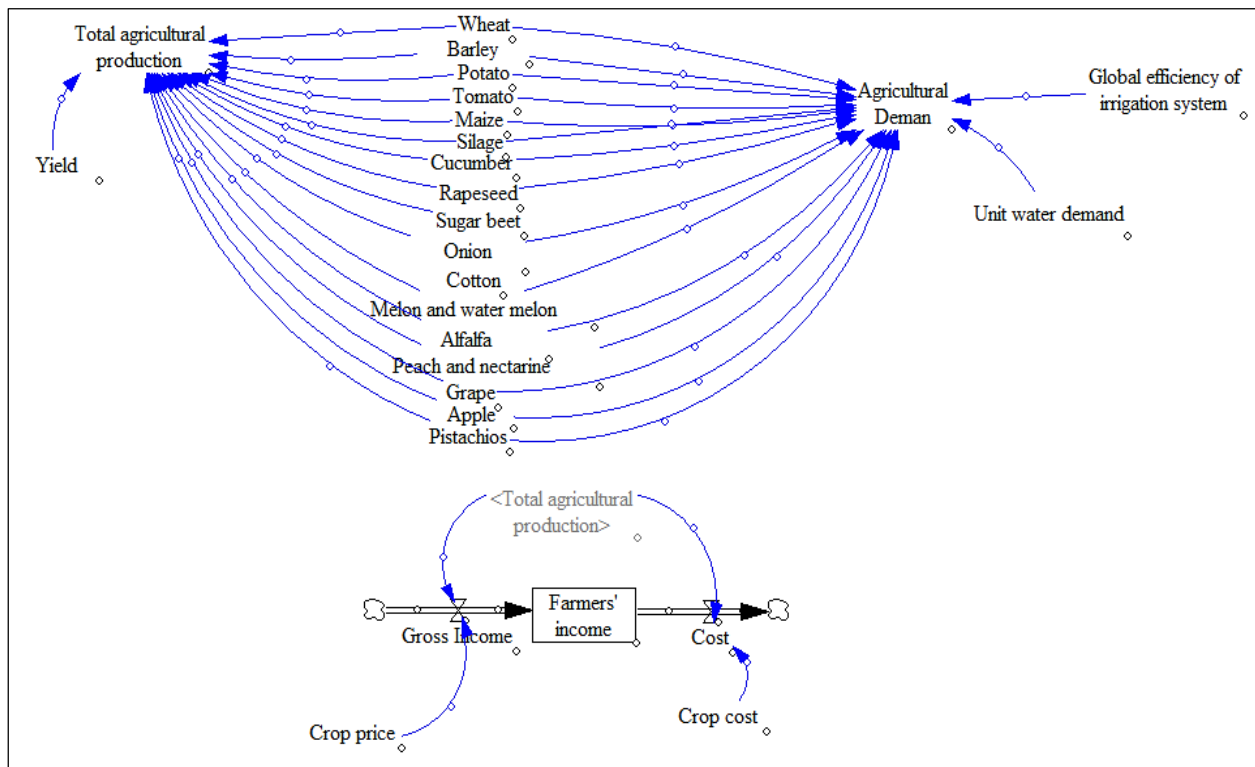 Total agricultural
production
Wheat
Barley
Potato
Tomato
Maize
Silage
Cucumber
Rapeseed
Sugar beet
Onion
Cotton
Melon and water melon
Alfalfa
Peach and nectarine
Grape
Apple
Pistachios
Agricultural
Deman
Global efficiency of
irrigation system
Yield
Unit water demand
<Total agricultural
production>
Farmers'
income
Gross Income
Cost
Crop price
Crop cost